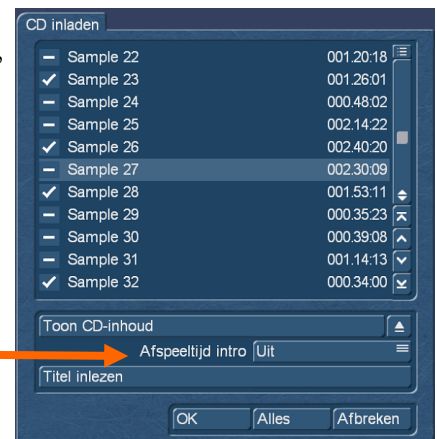 CD inladen
Sample 22 001.20:18
Sample 23 001.26:01
Sample 24 000.48:02
Sample 25 002.14:22
Sample 26 002.40:20
Sample 27 002.30:09
Sample 28 001.53:11
Sample 29 000.35:23
Sample 30 000.39:08
Sample 31 001.14:13
Sample 32 000.34:00
Toon CD-inhoud
Afspeeltijd intro Uit
Titel inlezen
OK Alles Afbreken